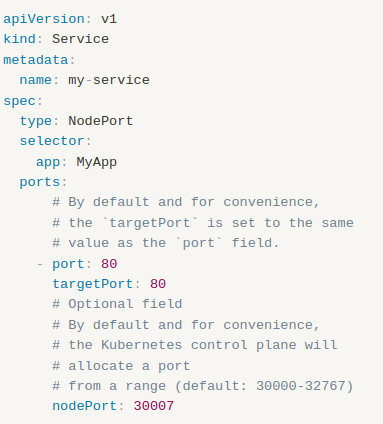 apiVersion: v1
kind: Service
metadata:
  name: my-service
spec:
  type: NodePort
  selector:
    app: MyApp
  ports:
      # By default and for convenience,
      # the `targetPort` is set to the same
      # value as the `port` field.
    - port: 80
      targetPort: 80
      # Optional field
      # By default and for convenience,
      # the Kubernetes control plane will
      # allocate a port
      # from a range (default: 30000-32767)
      nodePort: 30007